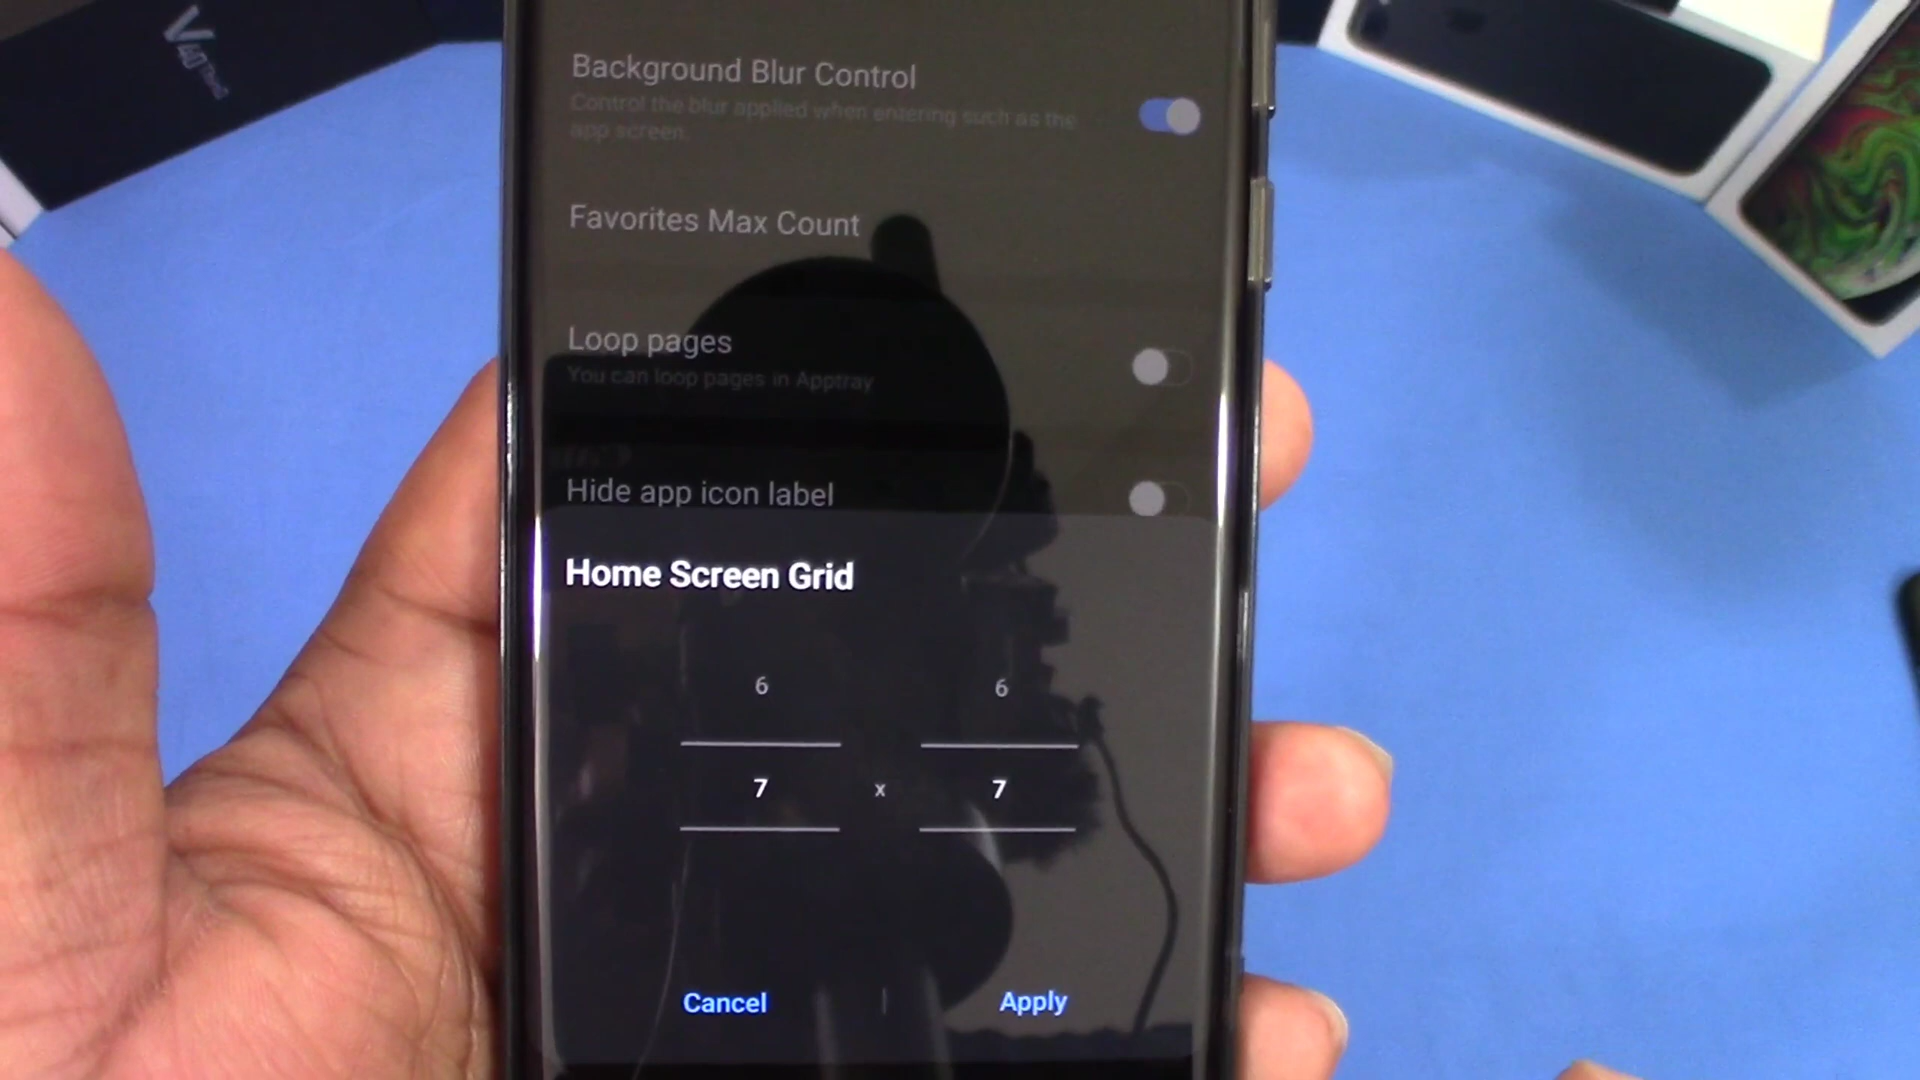 V40 ThinQ
Background Blur Control
Control the blur applied when entering such as the
app screen.
Favorites Max Count
Loop pages
You can loop pages in Apptray
Hide app icon label
Home Screen Grid
6 6
7 x 7
Cancel | Apply